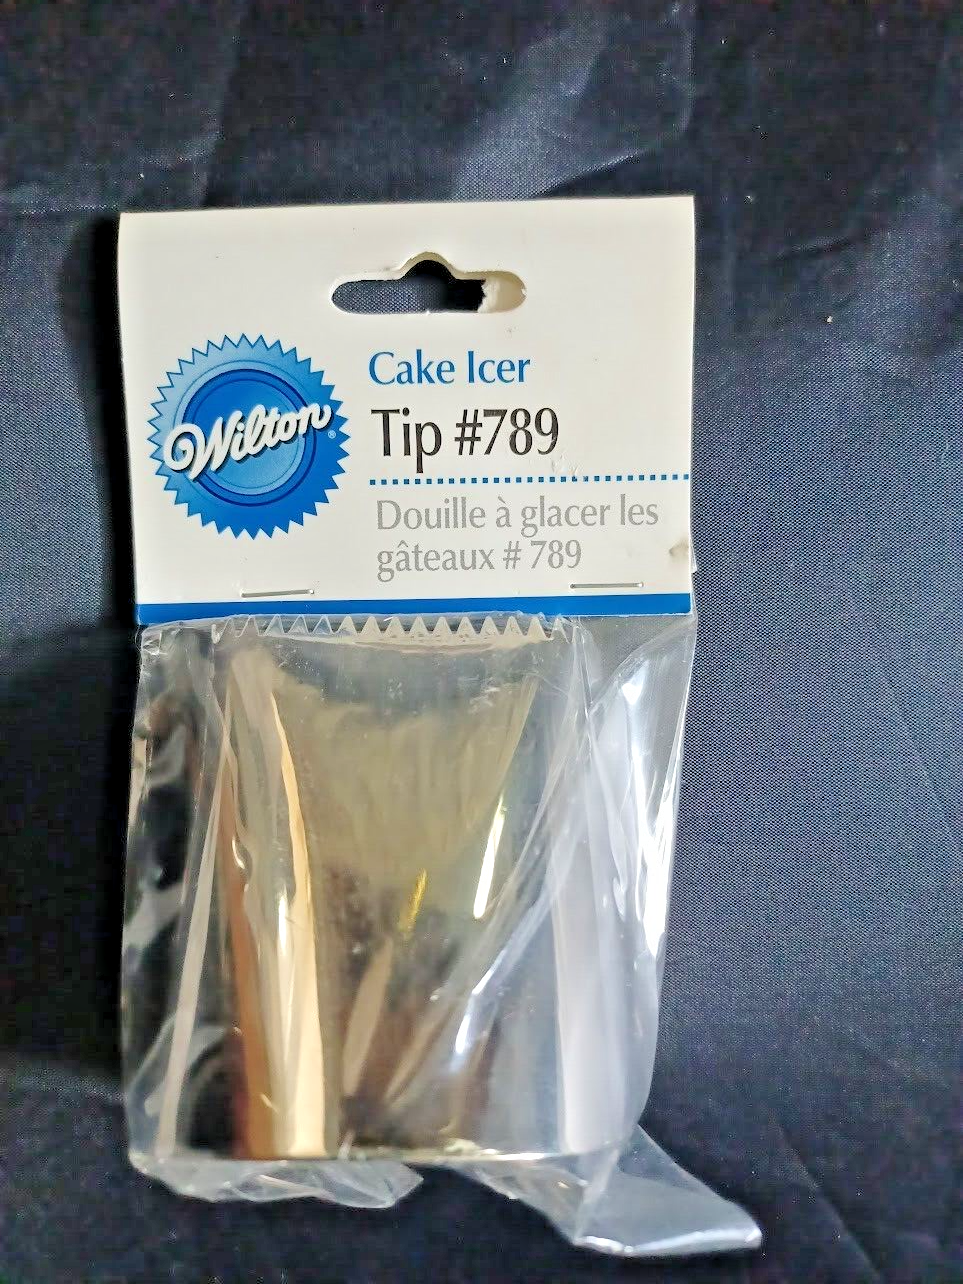 Wilton®
Cake Icer
Tip #789
Douille à glacer les
gâteaux # 789